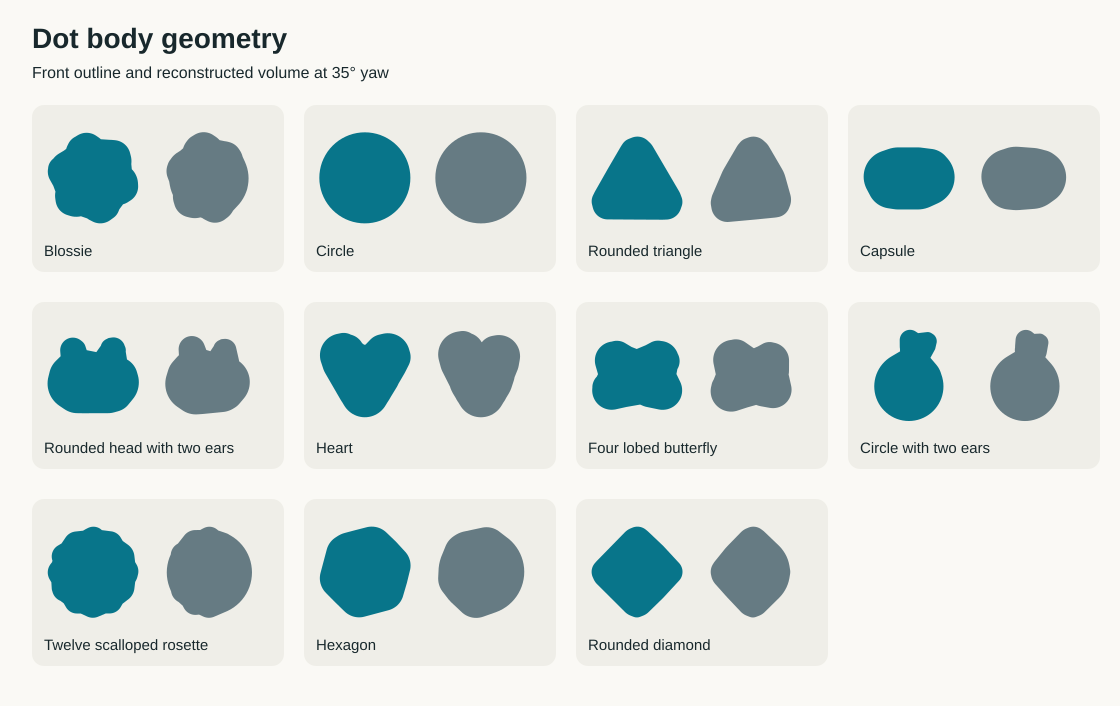 Dot body geometry
Front outline and reconstructed volume at 35° yaw
Blossie
Circle
Rounded triangle
Capsule
Rounded head with two ears
Heart
Four lobed butterfly
Circle with two ears
Twelve scalloped rosette
Hexagon
Rounded diamond